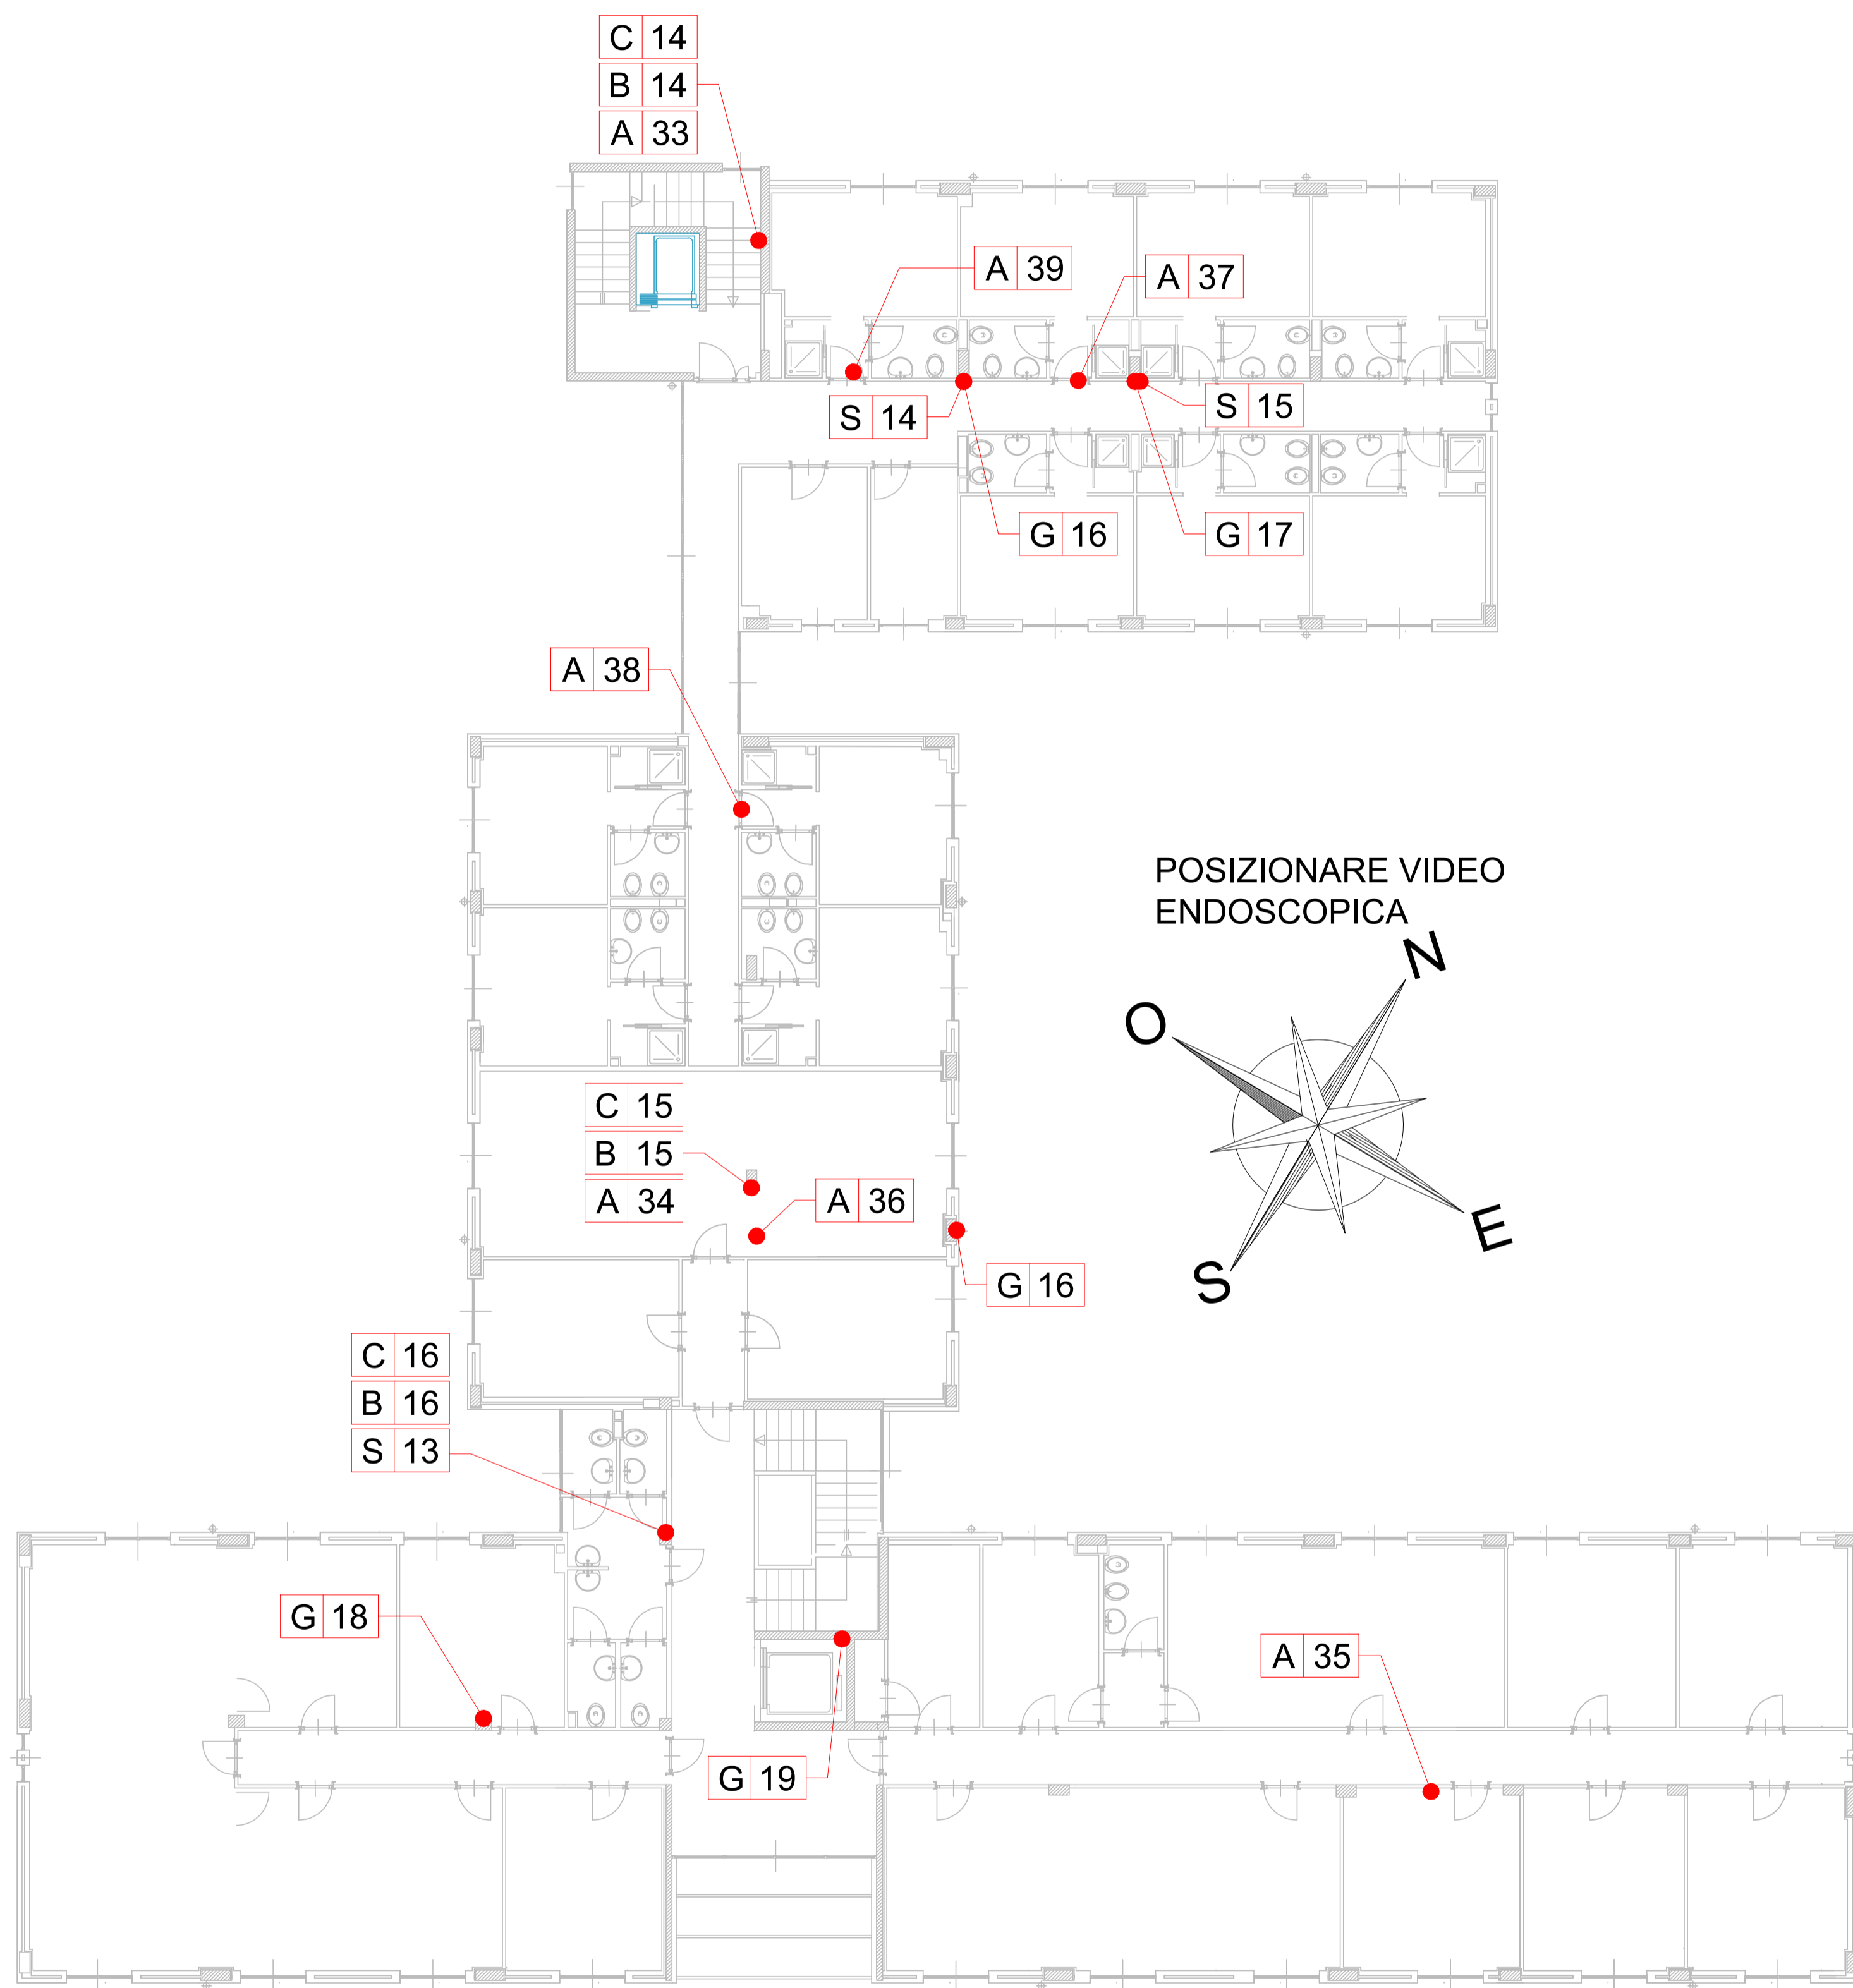 C 14
B 14
A 33
A 39
A 37
S 14
S 15
G 16
G 17
A 38
POSIZIONARE VIDEO
ENDOSCOPICA
N
O
E
S
C 15
B 15
A 34
A 36
G 16
C 16
B 16
S 13
G 18
A 35
G 19